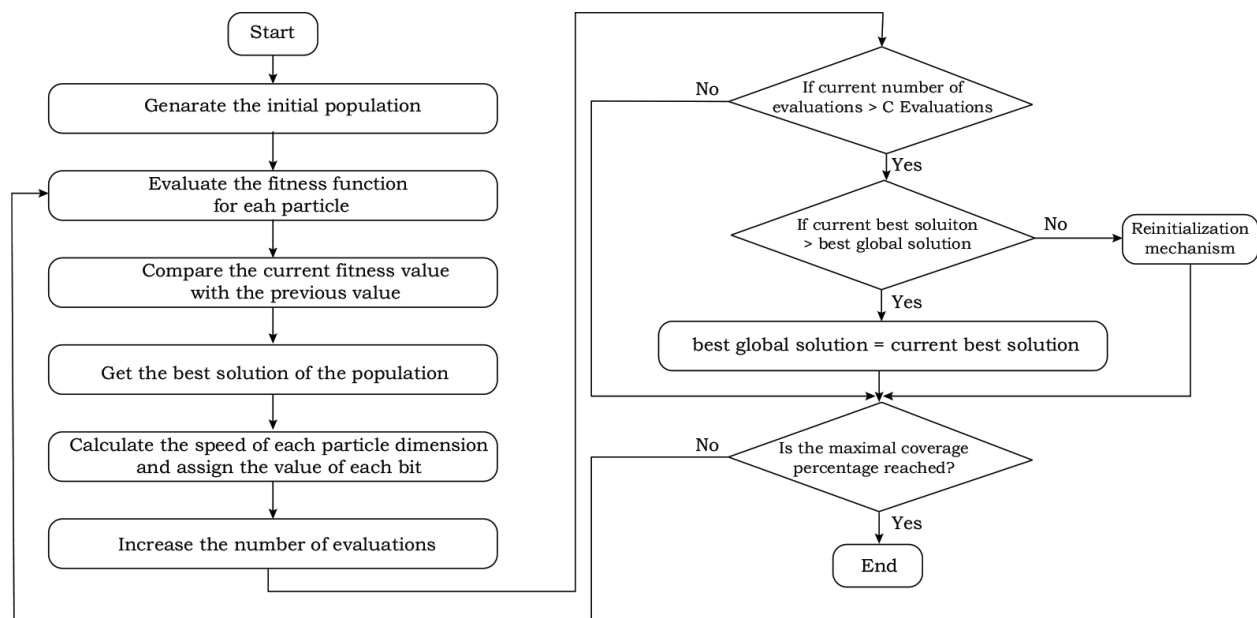 Start
Genarate the initial population
Evaluate the fitness function
for eah particle
Compare the current fitness value
with the previous value
Get the best solution of the population
Calculate the speed of each particle dimension
and assign the value of each bit
Increase the number of evaluations
If current number of
evaluations > C Evaluations
No
Yes
If current best soluiton
> best global solution
No
Reinitialization
mechanism
Yes
best global solution = current best solution
Is the maximal coverage
percentage reached?
No
Yes
End